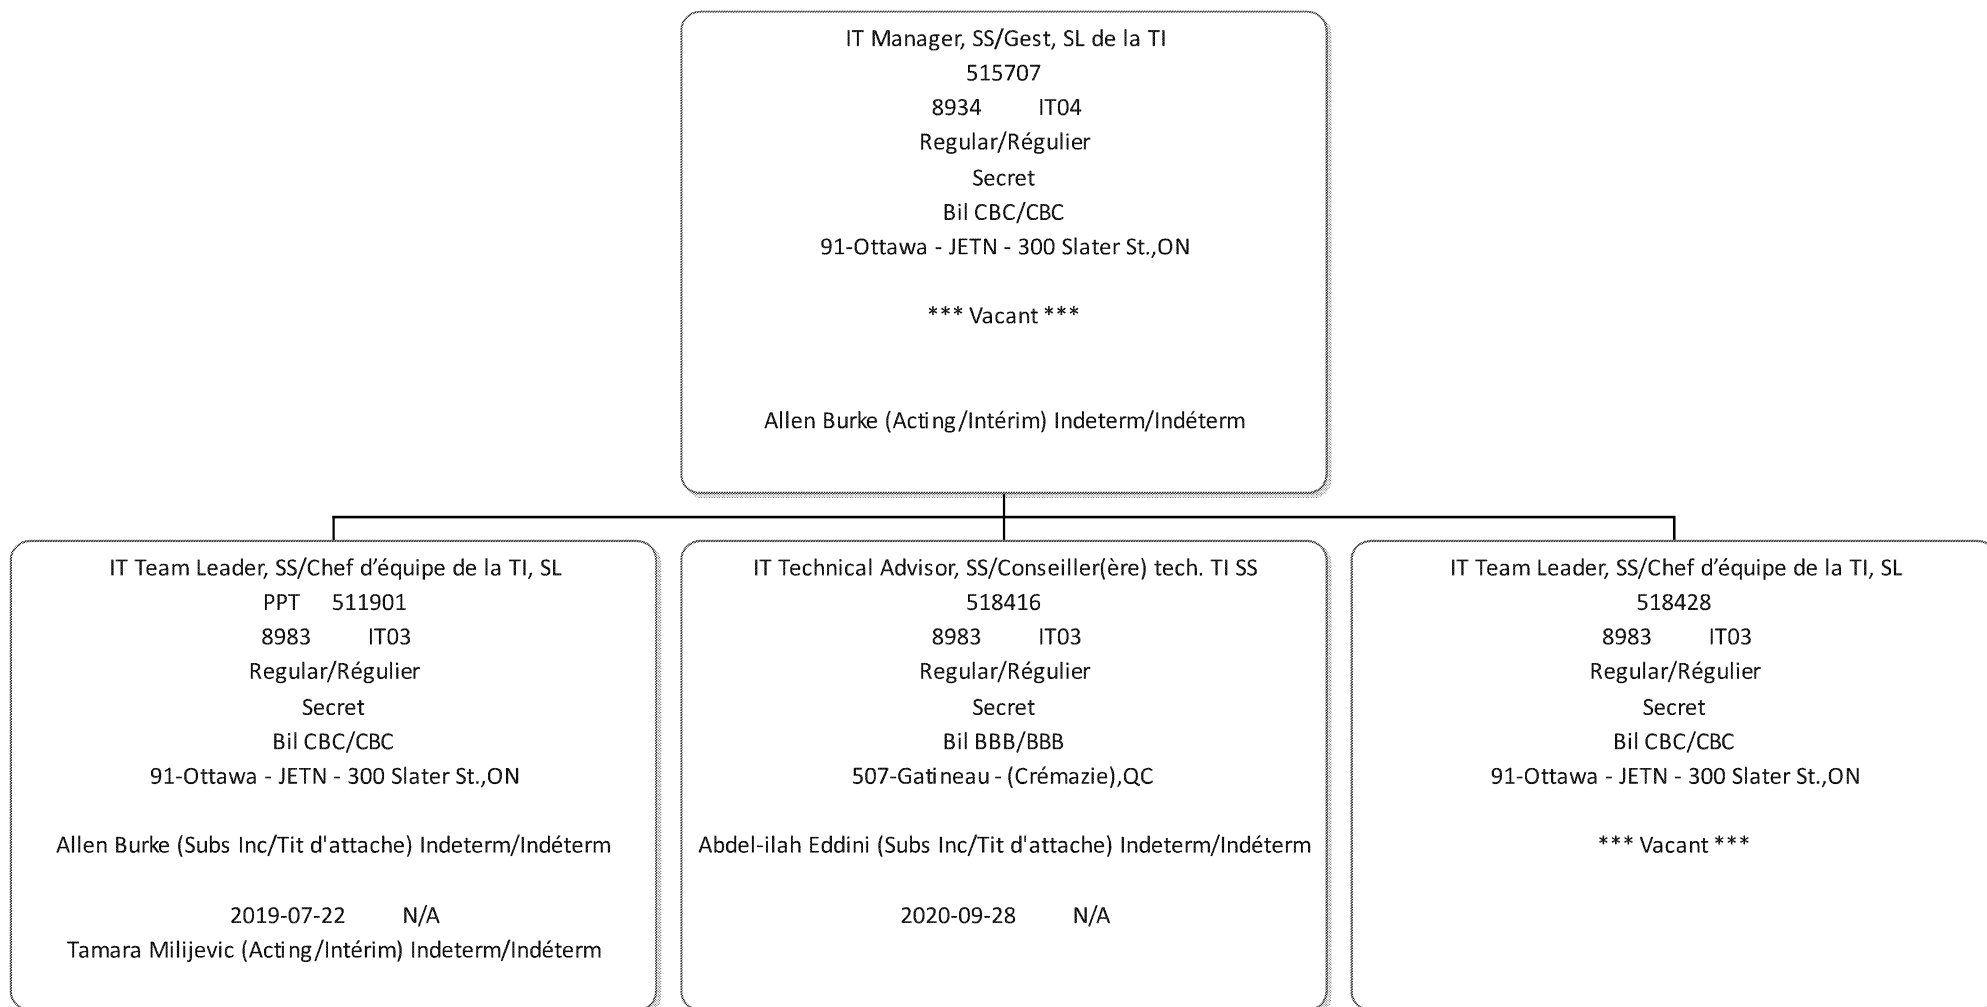 IT Manager, SS/Gest, SL de la TI
515707
8934 IT04
Regular/Régulier
Secret
Bil CBC/CBC
91-Ottawa - JETN - 300 Slater St.,ON
*** Vacant ***
Allen Burke (Acting/Intérim) Indeterm/Indéterm
IT Team Leader, SS/Chef d’équipe de la TI, SL
PPT 511901
8983 IT03
Regular/Régulier
Secret
Bil CBC/CBC
91-Ottawa - JETN - 300 Slater St.,ON
Allen Burke (Subs Inc/Tit d'attache) Indeterm/Indéterm
2019-07-22 N/A
Tamara Milijevic (Acting/Intérim) Indeterm/Indéterm
IT Technical Advisor, SS/Conseiller(ère) tech. TI SS
518416
8983 IT03
Regular/Régulier
Secret
Bil BBB/BBB
507-Gatineau - (Crémazie),QC
Abdel-ilah Eddini (Subs Inc/Tit d'attache) Indeterm/Indéterm
2020-09-28 N/A
IT Team Leader, SS/Chef d’équipe de la TI, SL
518428
8983 IT03
Regular/Régulier
Secret
Bil CBC/CBC
91-Ottawa - JETN - 300 Slater St.,ON
*** Vacant ***